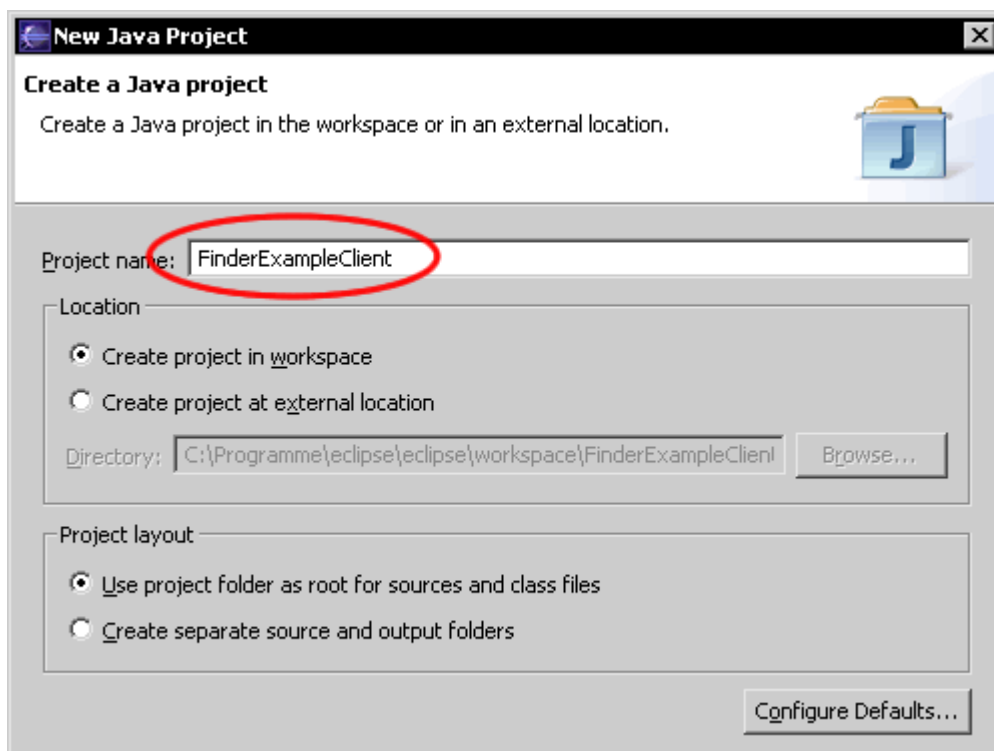 New Java Project
Create a Java project
Create a Java project in the workspace or in an external location.
J
Project name: FinderExampleClient
Location
Create project in workspace
Create project at external location
Directory: C:\Programme\eclipse\eclipse\workspace\FinderExampleClient Browse...
Project layout
Use project folder as root for sources and class files
Create separate source and output folders
Configure Defaults...